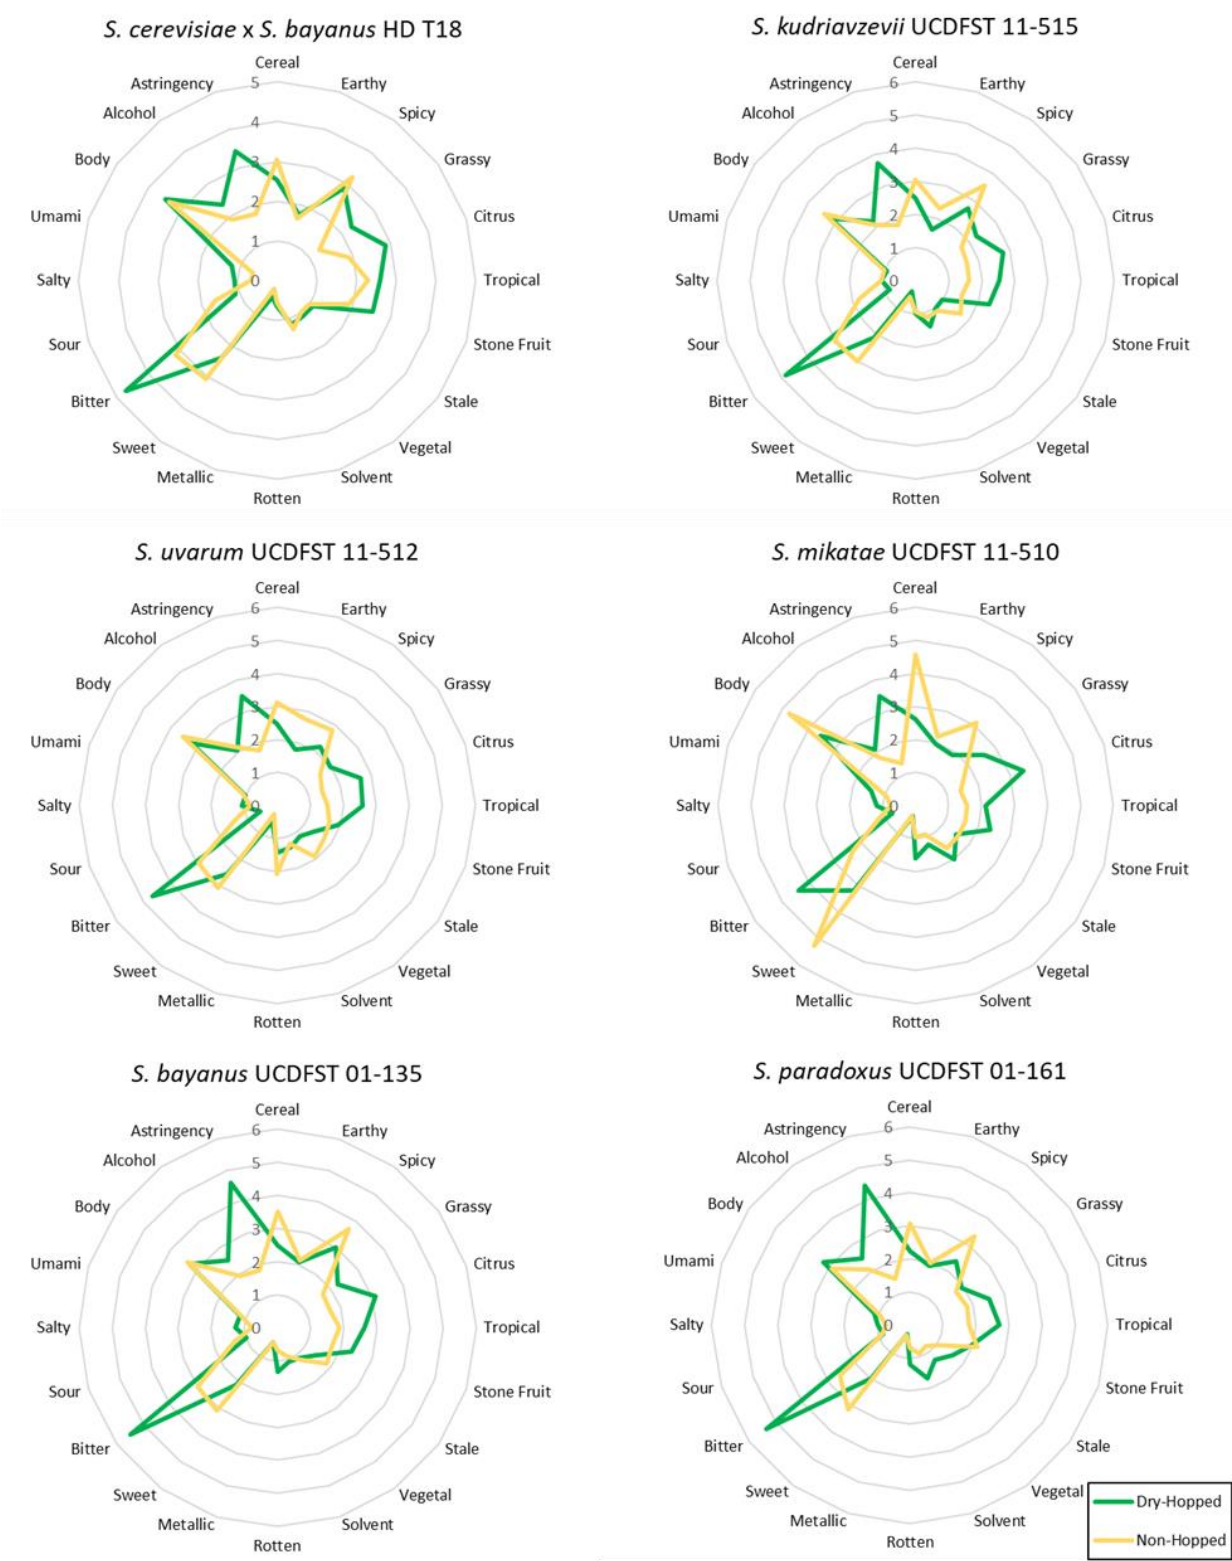 S. cerevisiae x S. bayanus HD T18
Cereal
Astringency
5
Earthy
Alcohol
4
Spicy
Body
3
Grassy
Umami
2
Citrus
1
Salty
0
Tropical
Sour
Stone Fruit
Bitter
Stale
Sweet
Vegetal
Metallic
Solvent
Rotten
S. kudriavzevii UCDFST 11-515
Cereal
Astringency
6
Earthy
Alcohol
5
Spicy
4
Body
3
Grassy
Umami
2
Citrus
1
Salty
0
Tropical
Sour
Stone Fruit
Bitter
Stale
Sweet
Vegetal
Metallic
Solvent
Rotten
S. uvarum UCDFST 11-512
Cereal
Astringency
6
Earthy
Alcohol
5
Spicy
4
Body
3
Grassy
Umami
2
Citrus
1
Salty
0
Tropical
Sour
Stone Fruit
Bitter
Stale
Sweet
Vegetal
Metallic
Solvent
Rotten
S. mikatae UCDFST 11-510
Cereal
Astringency
6
Earthy
Alcohol
5
Spicy
4
Body
3
Grassy
Umami
2
Citrus
1
Salty
0
Tropical
Sour
Stone Fruit
Bitter
Stale
Sweet
Vegetal
Metallic
Solvent
Rotten
S. bayanus UCDFST 01-135
Cereal
Astringency
6
Earthy
Alcohol
5
Spicy
4
Body
3
Grassy
Umami
2
Citrus
1
Salty
0
Tropical
Sour
Stone Fruit
Bitter
Stale
Sweet
Vegetal
Metallic
Solvent
Rotten
S. paradoxus UCDFST 01-161
Cereal
Astringency
6
Earthy
Alcohol
5
Spicy
4
Body
3
Grassy
Umami
2
Citrus
1
Salty
0
Tropical
Sour
Stone Fruit
Bitter
Stale
Sweet
Vegetal
Metallic
Solvent
Rotten
Dry-Hopped
Non-Hopped